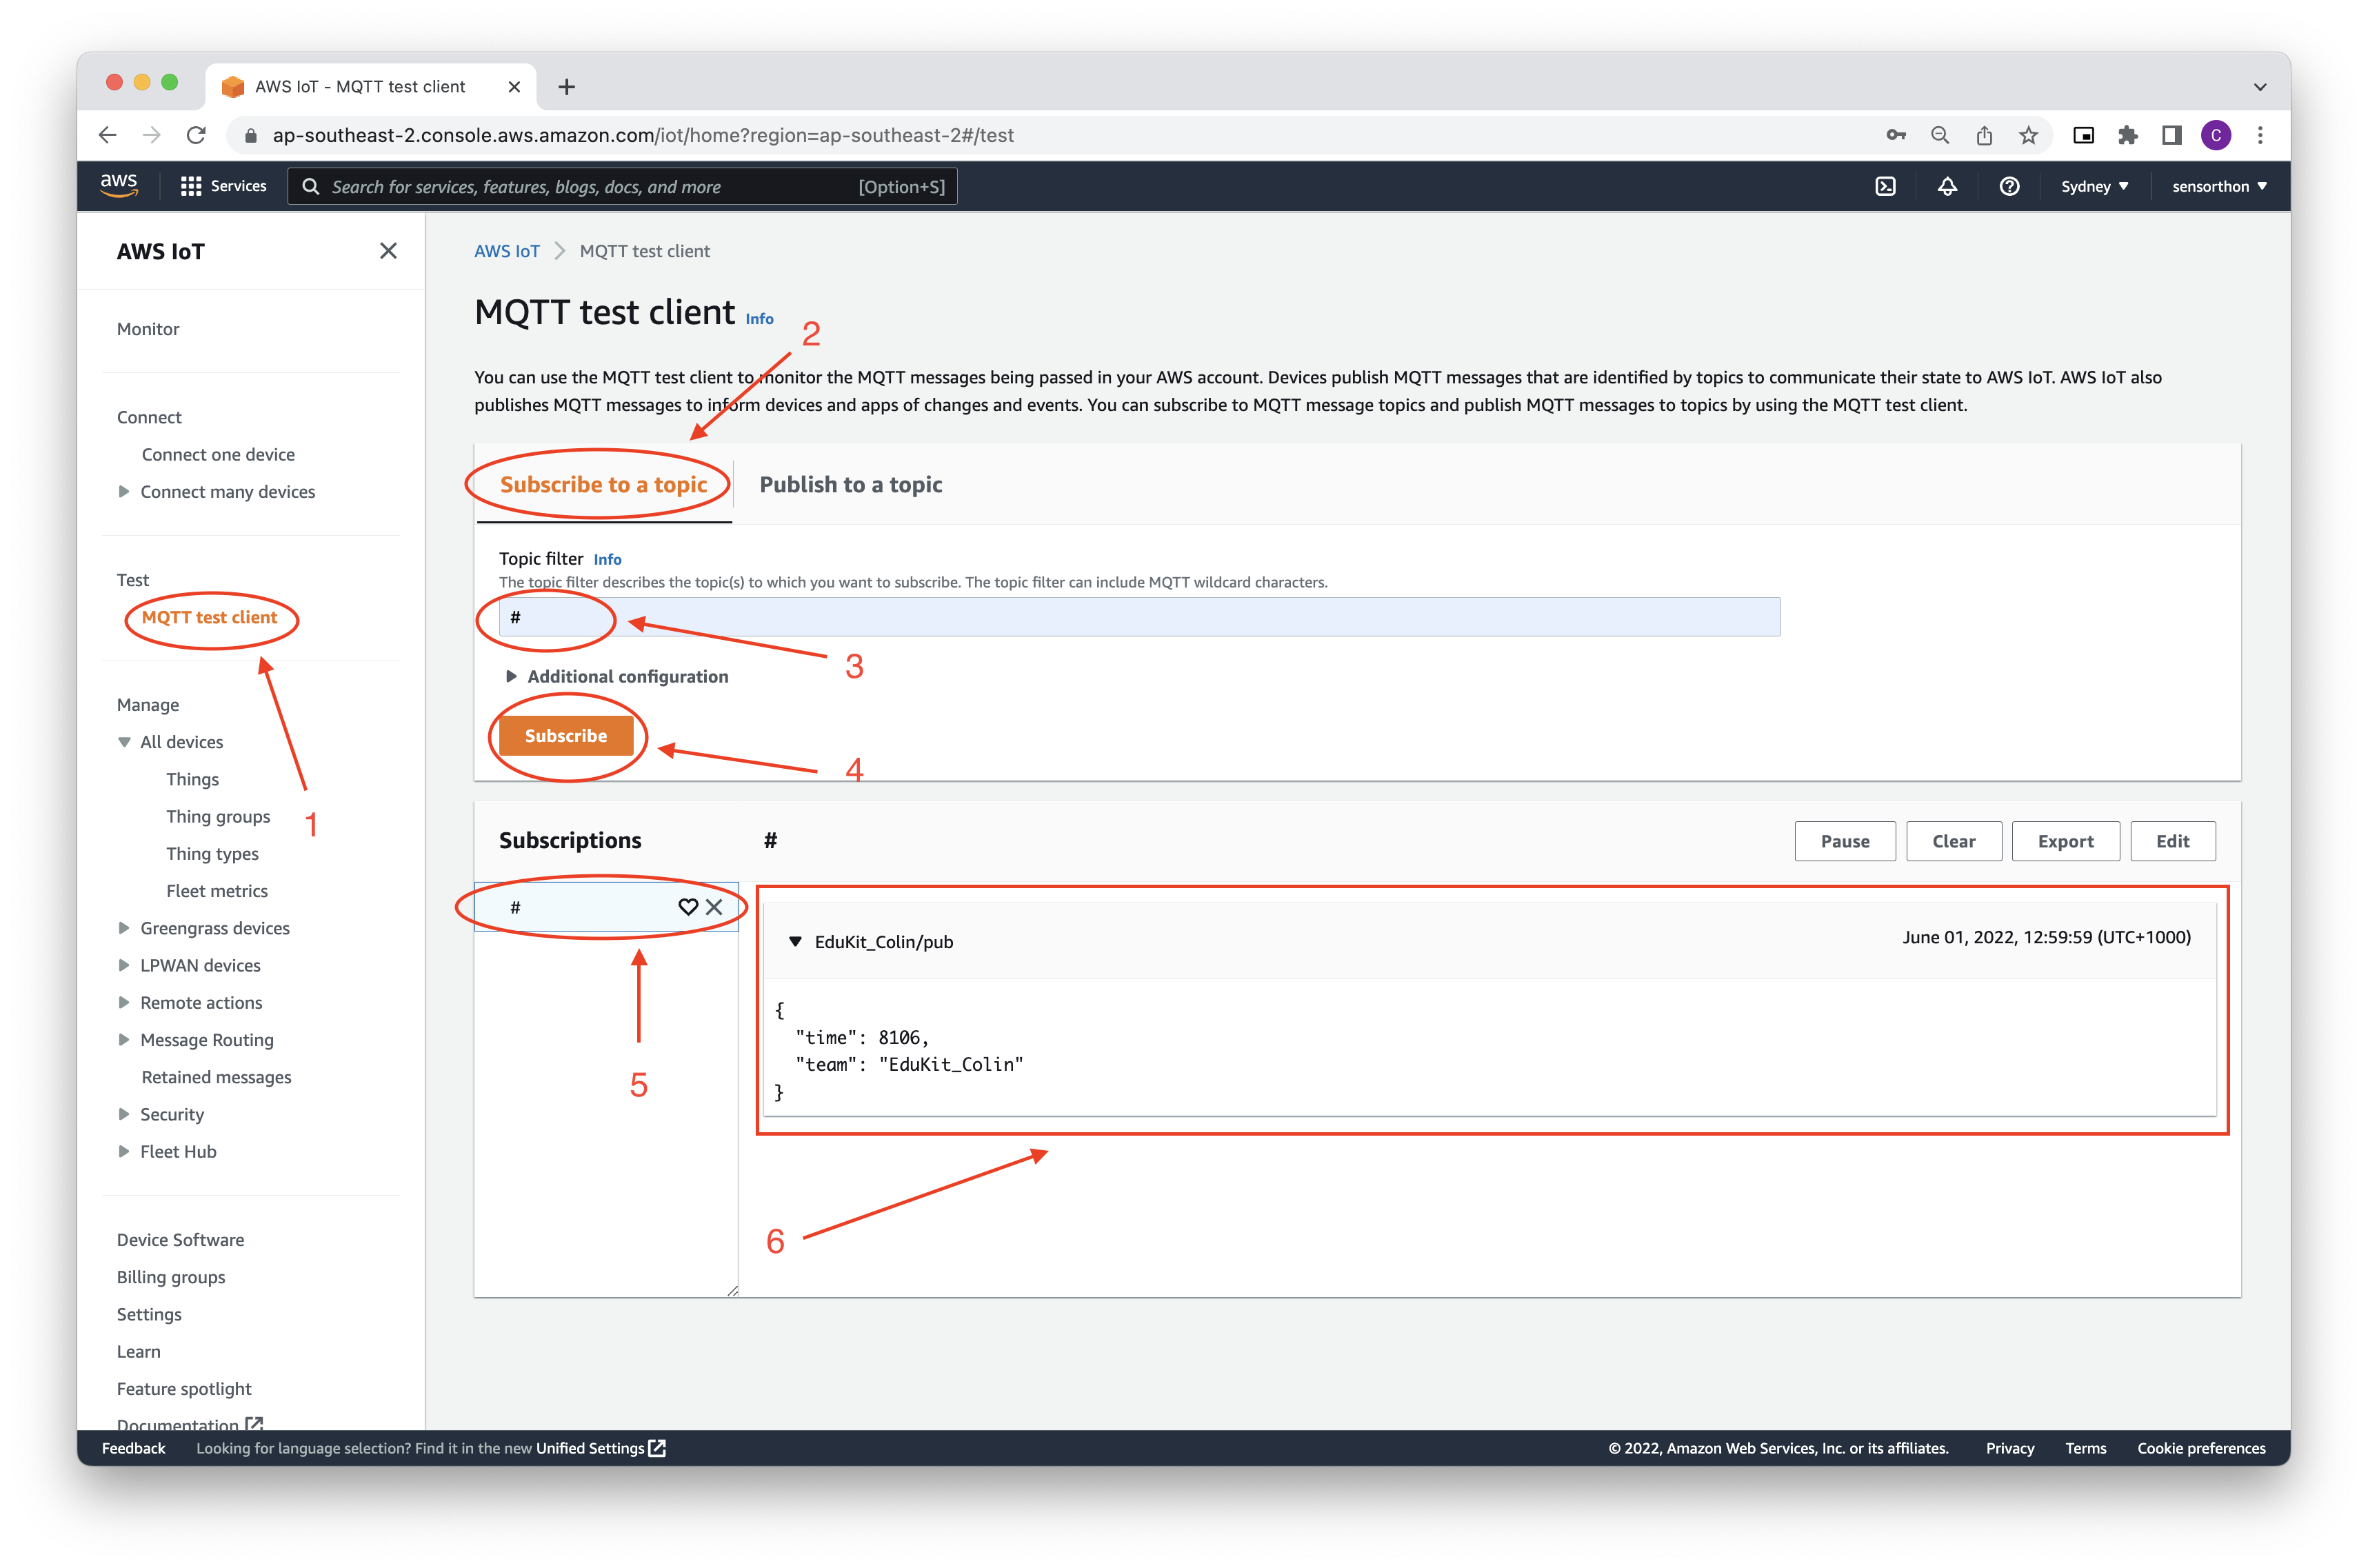 AWS IoT - MQTT test client
ap-southeast-2.console.aws.amazon.com/iot/home?region=ap-southeast-2#/test
C
aws
Services
Search for services, features, blogs, docs, and more
[Option+S]
Sydney
sensorthon
AWS IoT
Monitor
Connect
Connect one device
Connect many devices
Test
MQTT test client
1
Manage
All devices
Things
Thing groups
Thing types
Fleet metrics
Greengrass devices
LPWAN devices
Remote actions
Message Routing
Retained messages
Security
Fleet Hub
Device Software
Billing groups
Settings
Learn
Feature spotlight
Documentation
AWS IoT
MQTT test client
MQTT test client Info
2
You can use the MQTT test client to monitor the MQTT messages being passed in your AWS account. Devices publish MQTT messages that are identified by topics to communicate their state to AWS IoT. AWS IoT also
publishes MQTT messages to inform devices and apps of changes and events. You can subscribe to MQTT message topics and publish MQTT messages to topics by using the MQTT test client.
Subscribe to a topic
Publish to a topic
Topic filter Info
The topic filter describes the topic(s) to which you want to subscribe. The topic filter can include MQTT wildcard characters.
#
3
Additional configuration
Subscribe
4
Subscriptions
#
Pause
Clear
Export
Edit
#
5
EduKit_Colin/pub
June 01, 2022, 12:59:59 (UTC+1000)
{
"time": 8106,
"team": "EduKit_Colin"
}
6
Feedback
Looking for language selection? Find it in the new Unified Settings
© 2022, Amazon Web Services, Inc. or its affiliates.
Privacy
Terms
Cookie preferences